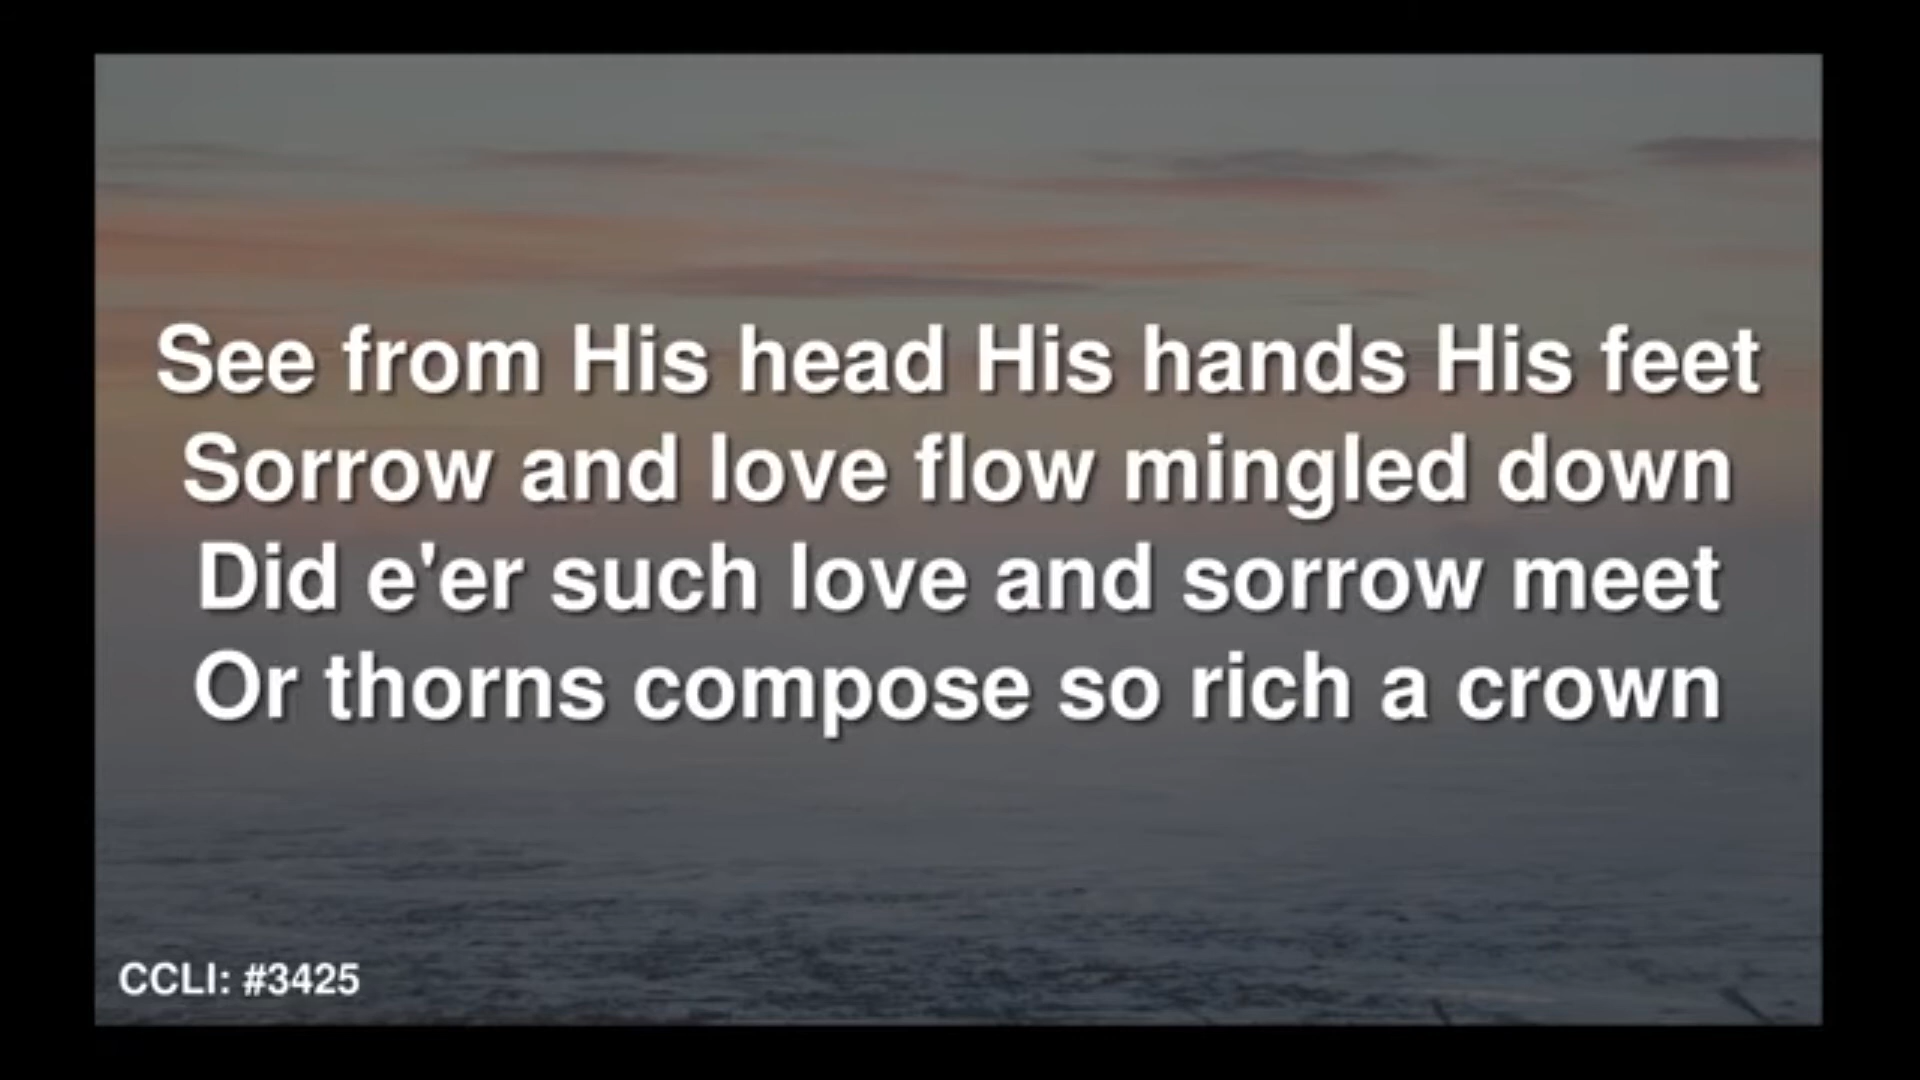 See from His head His hands His feet
Sorrow and love flow mingled down
Did e'er such love and sorrow meet
Or thorns compose so rich a crown
CCLI: #3425